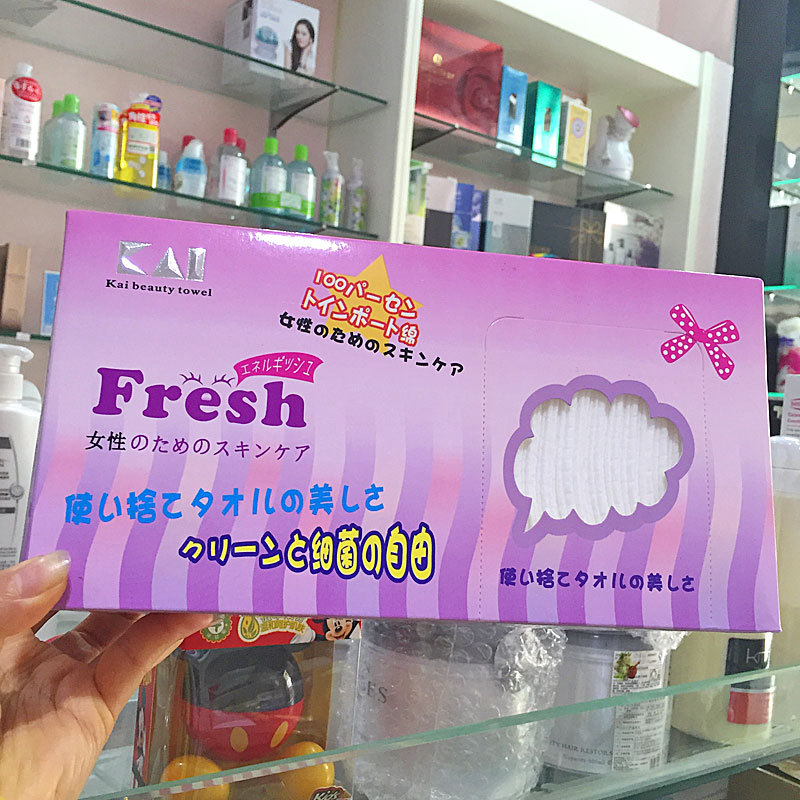 KAI
Kai beauty towel
100パーセン
トインポート綿
女性のためのスキンケア
エネルギッシュ
Fresh
女性のためのスキンケア
使い捨てタオルの美しさ
クリーンと细菌の自由
使い捨てタオルの美しさ